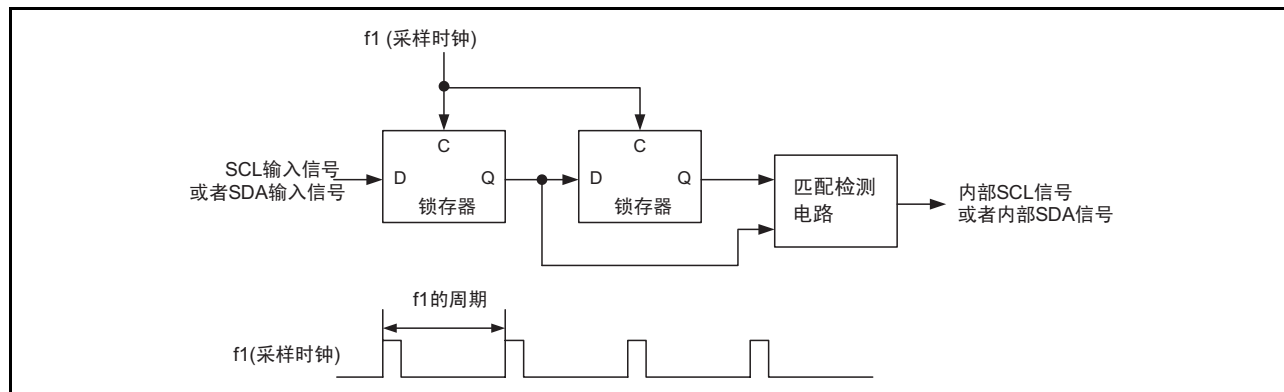 f1 (采样时钟)
C
C
SCL输入信号
或者SDA输入信号
D
Q
D
Q
锁存器
锁存器
匹配检测
电路
内部SCL信号
或者内部SDA信号
f1的周期
f1(采样时钟)